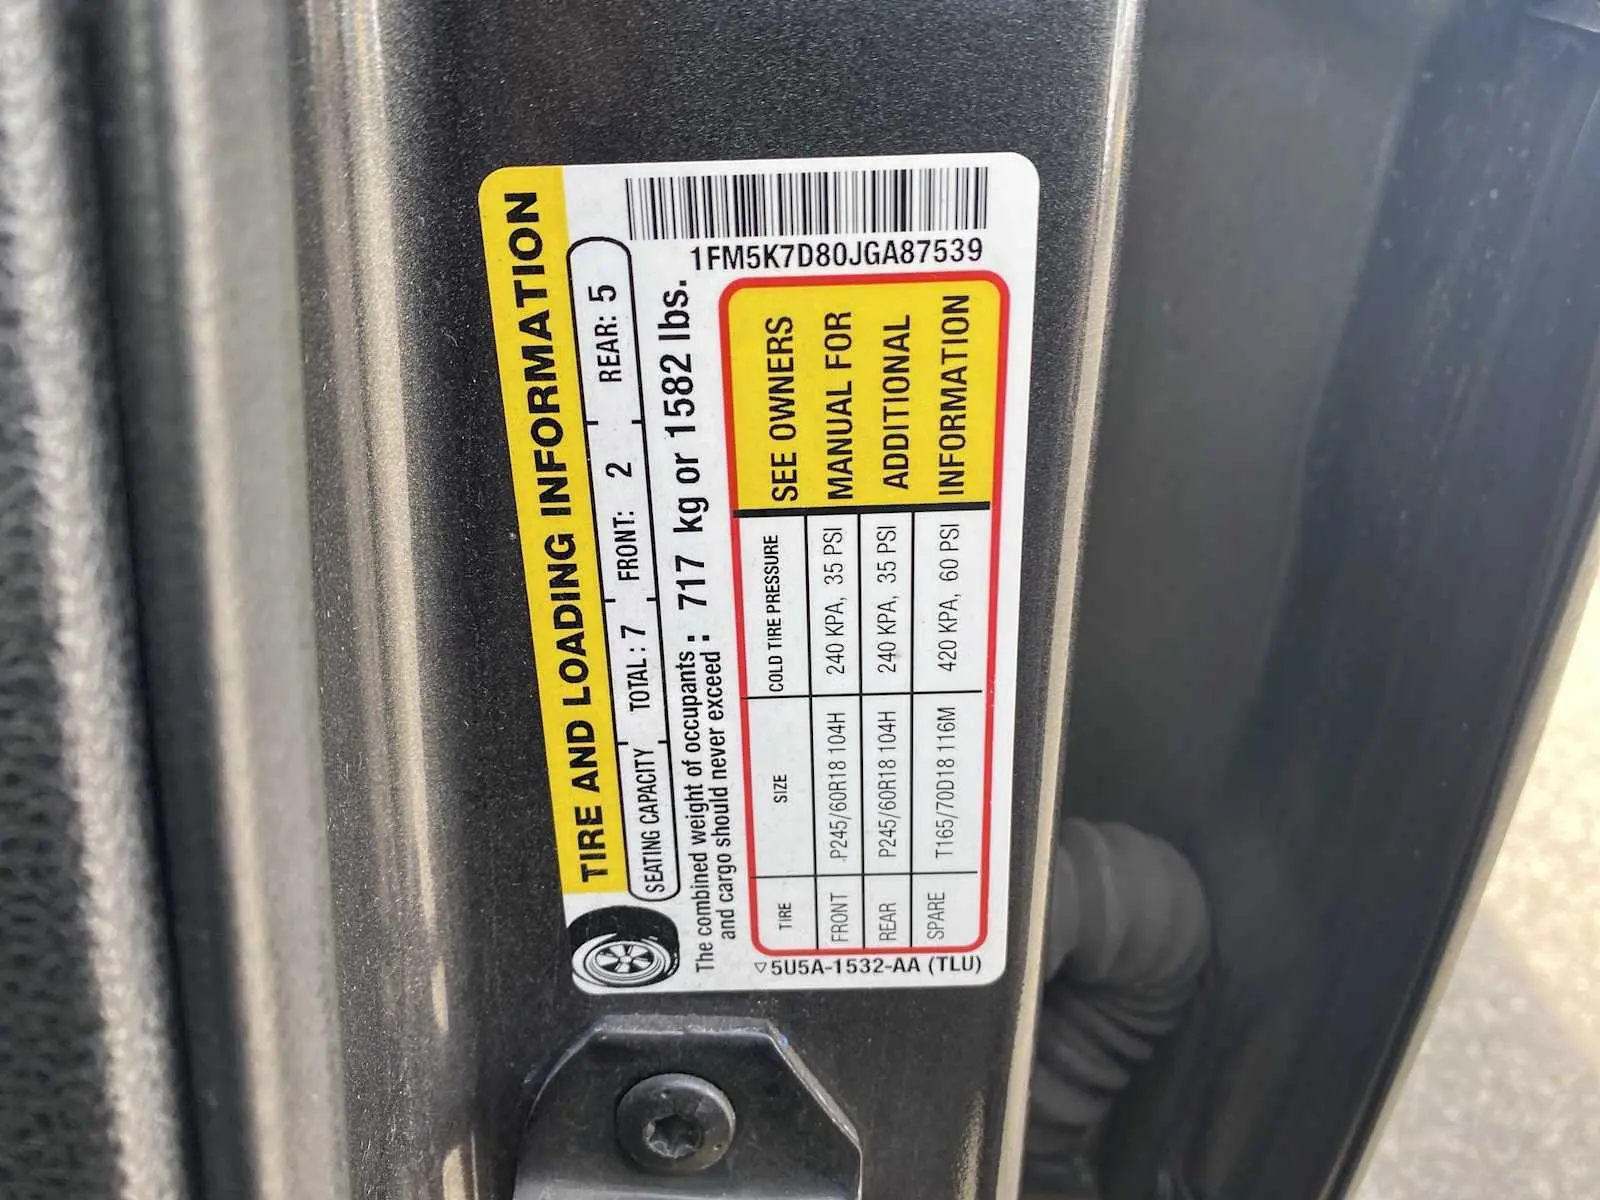 TIRE AND LOADING INFORMATION
SEATING CAPACITY TOTAL: 7 FRONT: 2 REAR: 5
The combined weight of occupants and cargo should never exceed : 717 kg or 1582 lbs.
1FM5K7D80JGA87539
TIRE SIZE COLD TIRE PRESSURE
FRONT P245/60R18 104H 240 KPA, 35 PSI
REAR P245/60R18 104H 240 KPA, 35 PSI
SPARE T165/70D18 116M 420 KPA, 60 PSI
SEE OWNERS
MANUAL FOR
ADDITIONAL
INFORMATION
5U5A-1532-AA (TLU)